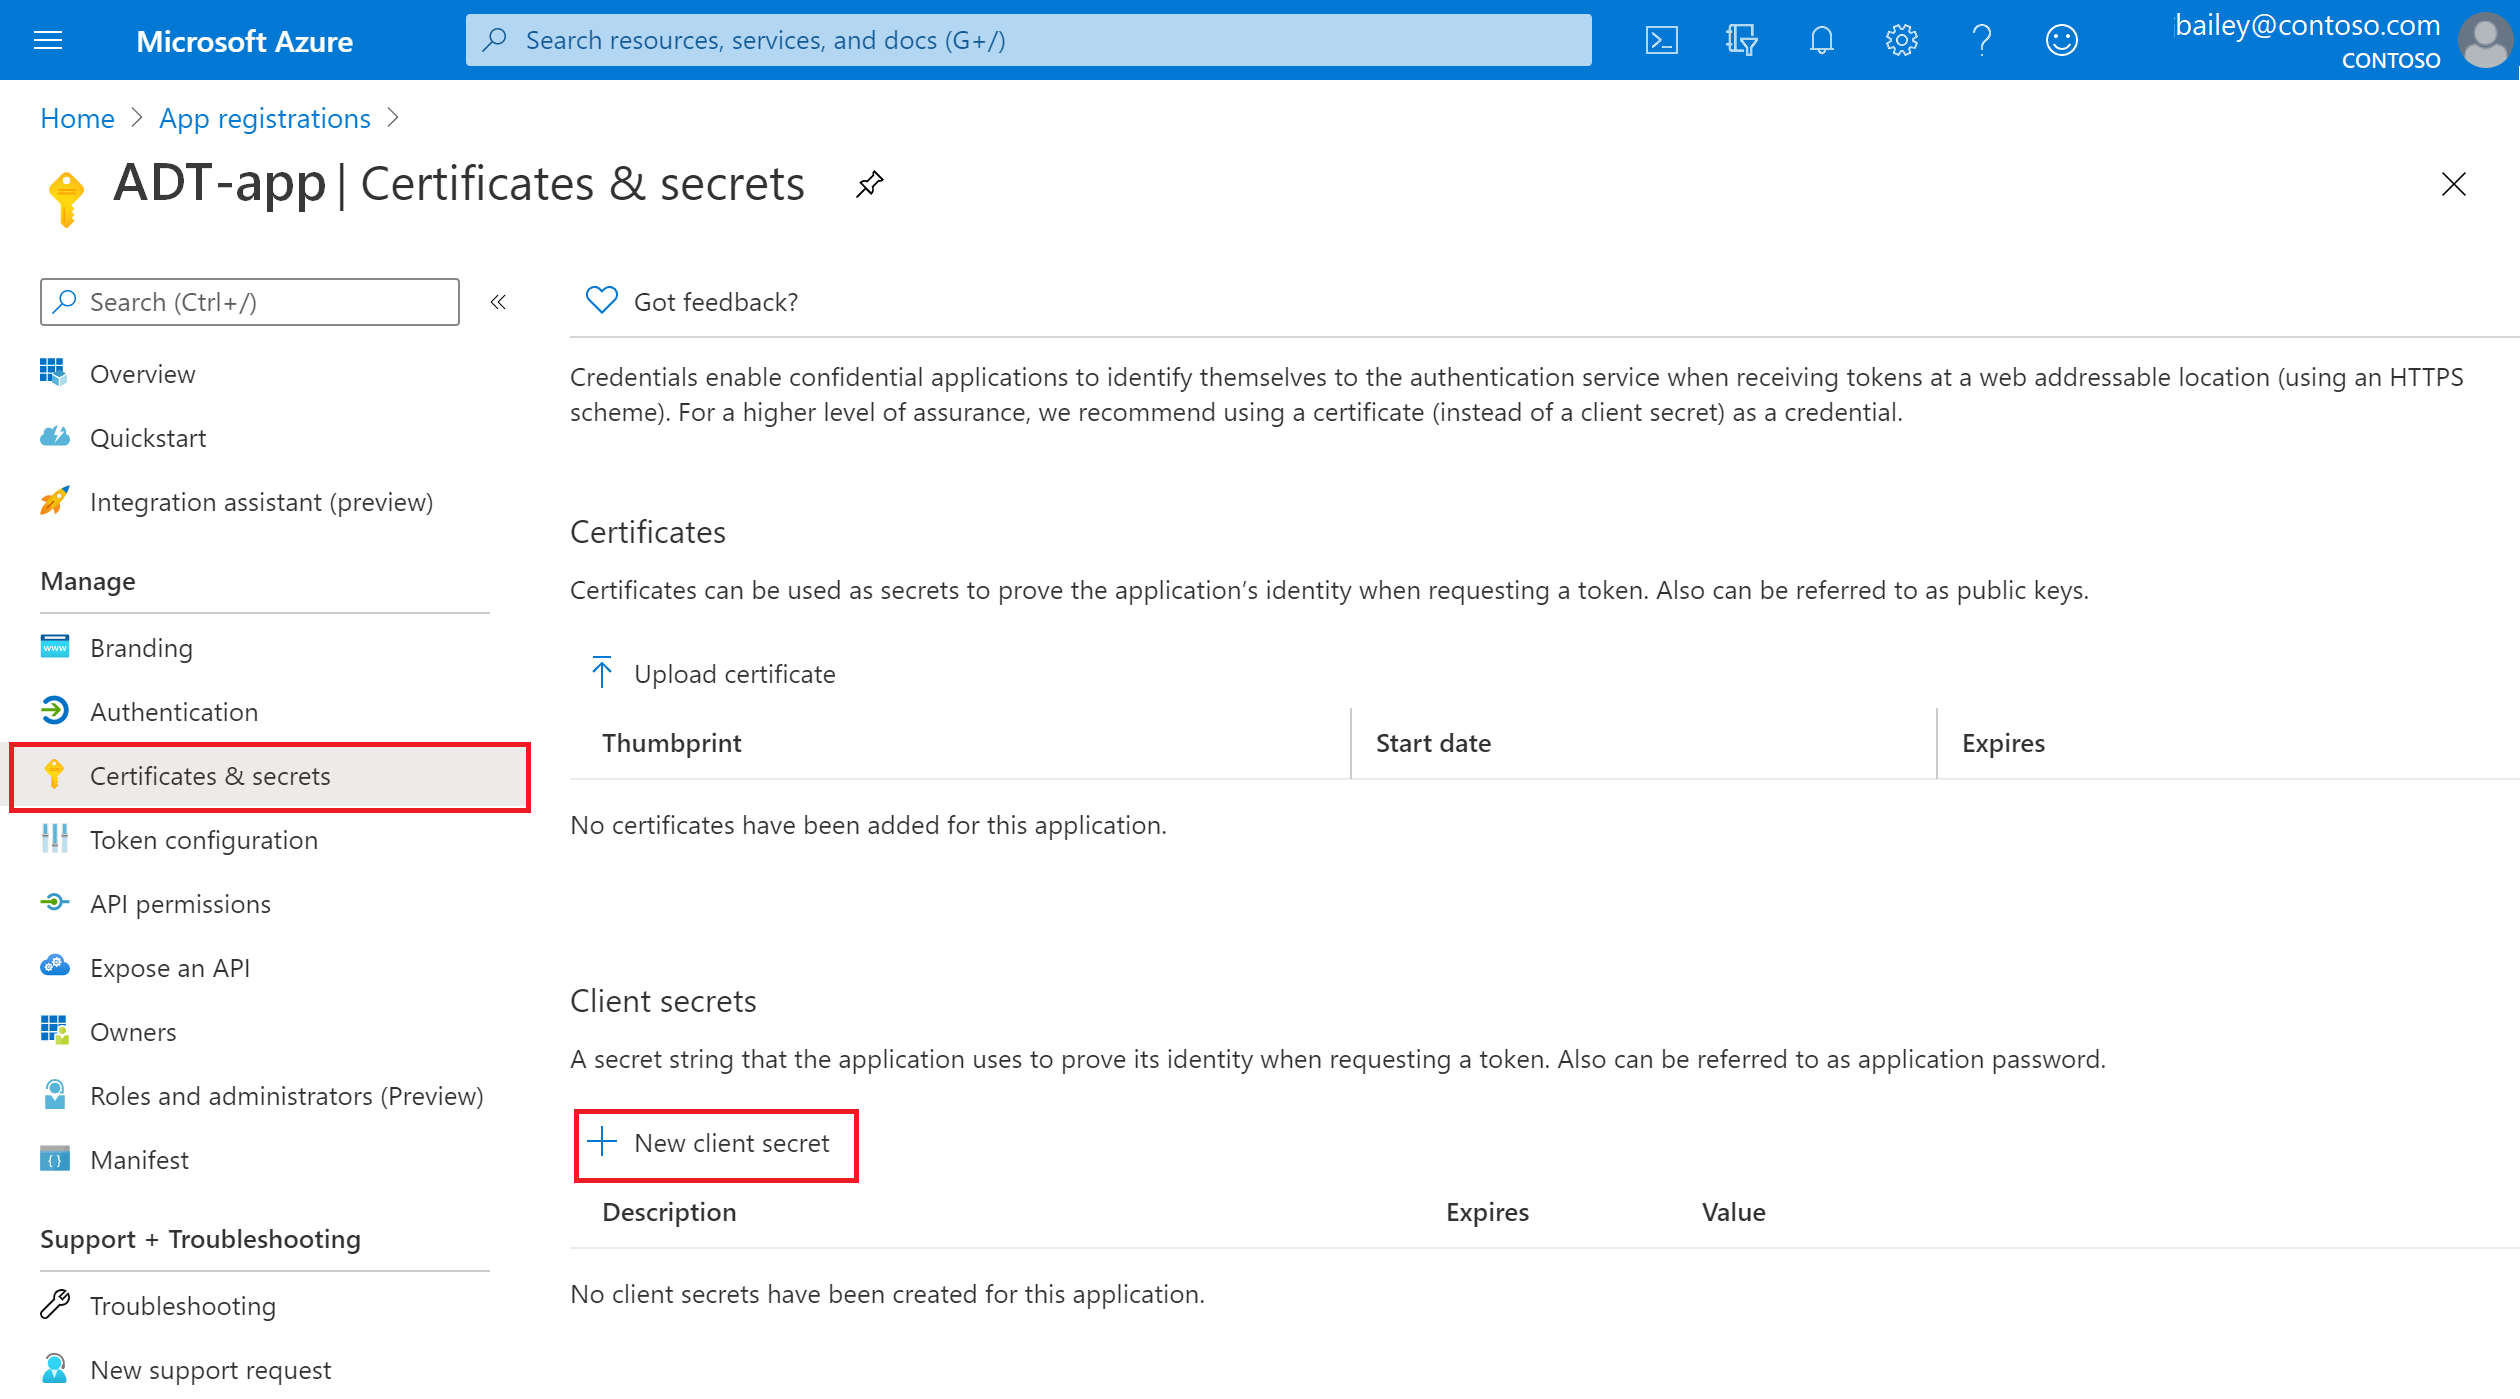 Microsoft Azure
Search resources, services, and docs (G+/)
bailey@contoso.com
CONTOSO
Home
App registrations
ADT-app | Certificates & secrets
Search (Ctrl+/)
Overview
Quickstart
Integration assistant (preview)
Manage
Branding
Authentication
Certificates & secrets
Token configuration
API permissions
Expose an API
Owners
Roles and administrators (Preview)
Manifest
Support + Troubleshooting
Troubleshooting
New support request
Got feedback?
Credentials enable confidential applications to identify themselves to the authentication service when receiving tokens at a web addressable location (using an HTTPS
scheme). For a higher level of assurance, we recommend using a certificate (instead of a client secret) as a credential.
Certificates
Certificates can be used as secrets to prove the application’s identity when requesting a token. Also can be referred to as public keys.
Upload certificate
Thumbprint Start date Expires
No certificates have been added for this application.
Client secrets
A secret string that the application uses to prove its identity when requesting a token. Also can be referred to as application password.
New client secret
Description Expires Value
No client secrets have been created for this application.